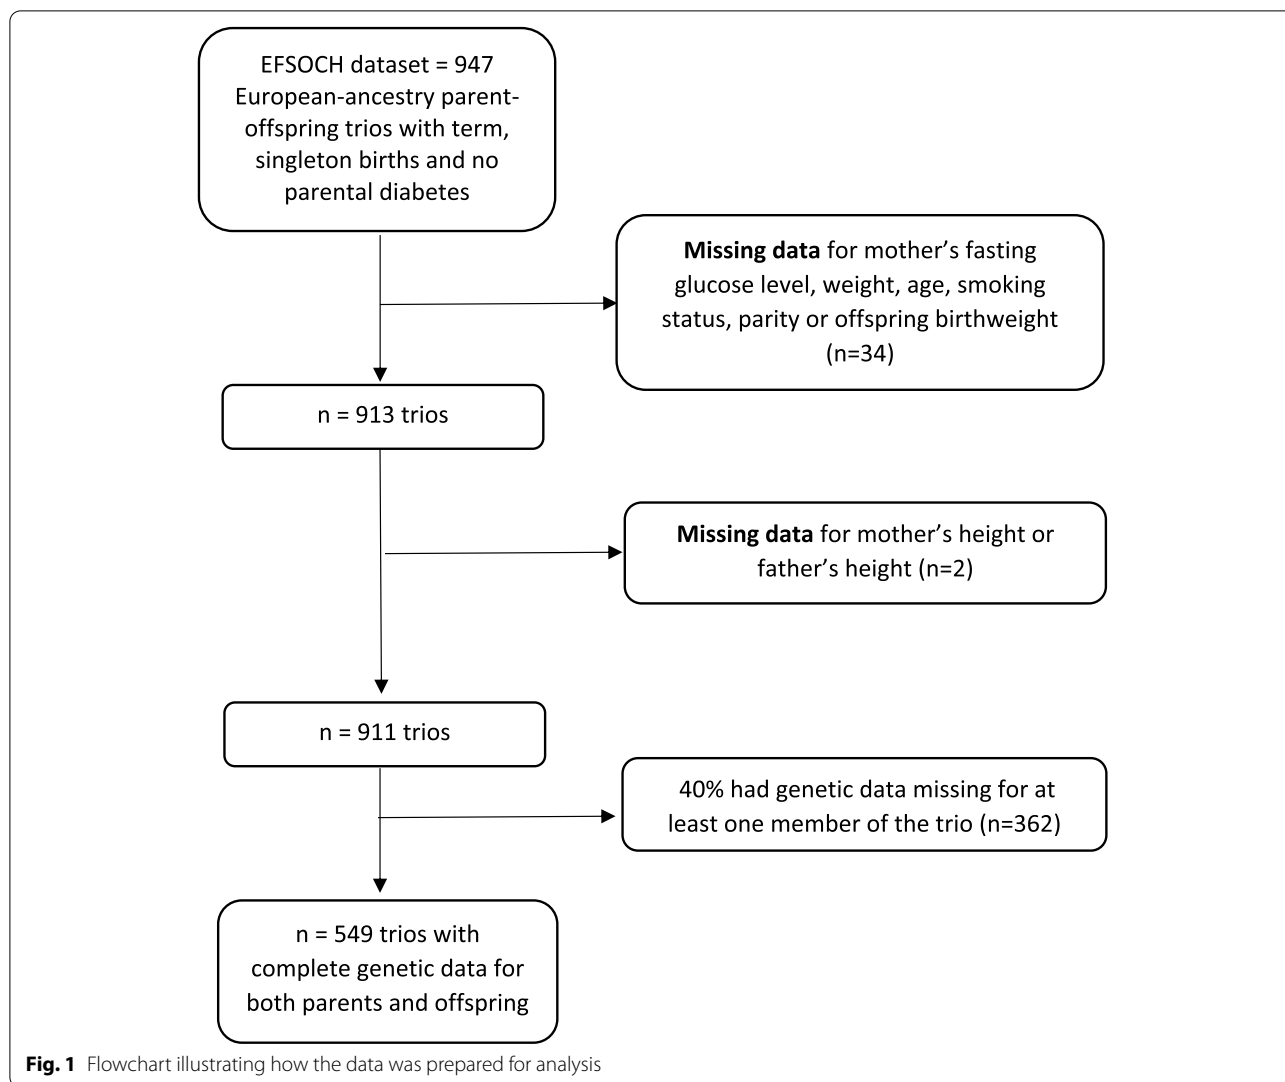 EFSOCH dataset = 947
European-ancestry parent-
offspring trios with term,
singleton births and no
parental diabetes
Missing data for mother’s fasting
glucose level, weight, age, smoking
status, parity or offspring birthweight
(n=34)
n = 913 trios
Missing data for mother’s height or
father’s height (n=2)
n = 911 trios
40% had genetic data missing for at
least one member of the trio (n=362)
n = 549 trios with
complete genetic data for
both parents and offspring
Fig. 1 Flowchart illustrating how the data was prepared for analysis